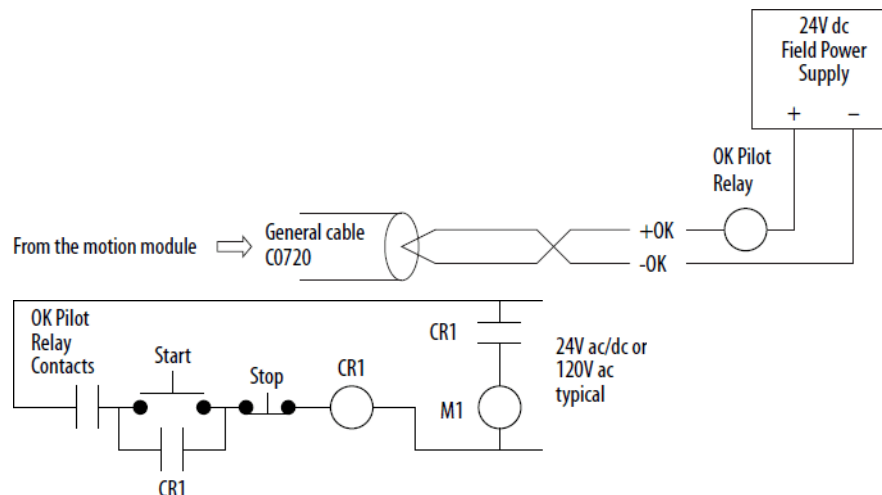 24V dc
Field Power
Supply
+ –
OK Pilot
Relay
+OK
-OK
From the motion module
General cable
C0720
OK Pilot
Relay
Contacts
Start
Stop
CR1
CR1
CR1
M1
24V ac/dc or
120V ac
typical